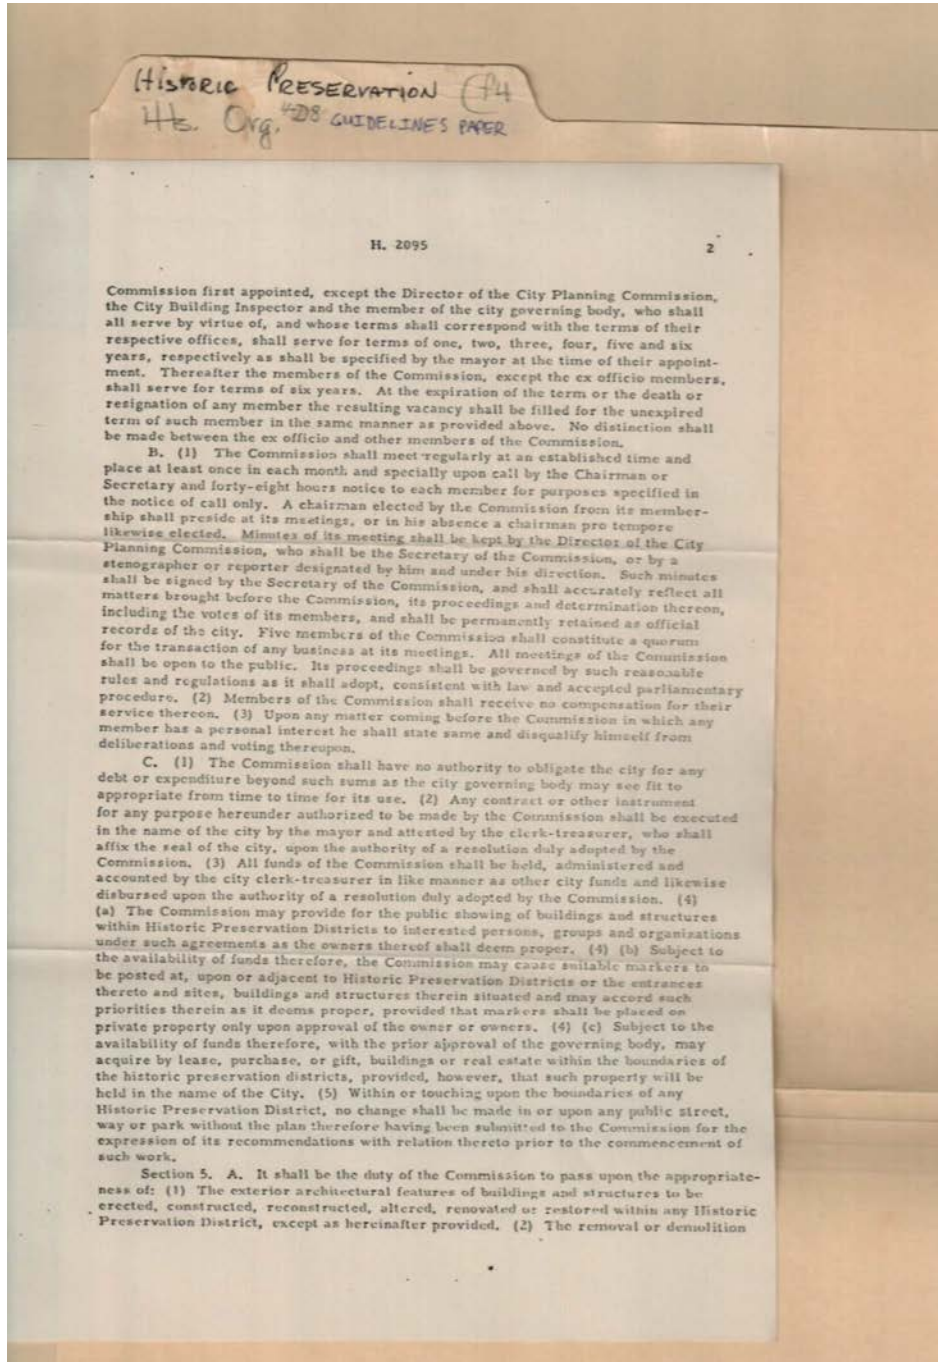 Historic Preservation
Org. GUIDELINES PAPER
H. 2095 2
Commission first appointed, except the Director of the City Planning Commission,
the City Building Inspector and the member of the city governing body, who shall
all serve by virtue of, and whose terms shall correspond with the terms of their
respective offices, shall serve for terms of one, two, three, four, five and six
years, respectively as shall be specified by the mayor at the time of their appoint-
ment. Thereafter the members of the Commission, except the ex officio members,
shall serve for terms of six years. At the expiration of the term or the death or
resignation of any member the resulting vacancy shall be filled for the unexpired
term of such member in the same manner as provided above. No distinction shall
be made between the ex officio and other members of the Commission.
B. (1) The Commission shall meet regularly at an established time and
place at least once in each month and specially upon call by the Chairman or
Secretary and forty-eight hours notice to each member for purposes specified in
the notice of call only. A chairman elected by the Commission from its member-
ship shall preside at its meetings, or in his absence a chairman pro tempore
likewise elected. Minutes of its meeting shall be kept by the Director of the City
Planning Commission, who shall be the Secretary of the Commission, or by a
stenographer or reporter designated by him and under his direction. Such minutes
shall be signed by the Secretary of the Commission, and shall accurately reflect all
matters brought before the Commission, its proceedings and determination thereon,
including the votes of its members, and shall be permanently retained as official
records of the city. Five members of the Commission shall constitute a quorum
for the transaction of any business at its meetings. All meetings of the Commission
shall be open to the public. Its proceedings shall be governed by such reasonable
rules and regulations as it shall adopt, consistent with law and accepted parliamentary
procedure. (2) Members of the Commission shall receive no compensation for their
service thereon. (3) Upon any matter coming before the Commission in which any
member has a personal interest he shall state same and disqualify himself from
deliberations and voting thereupon.
C. (1) The Commission shall have no authority to obligate the city for any
debt or expenditure beyond such sums as the city governing body may see fit to
appropriate from time to time for its use. (2) Any contract or other instrument
for any purpose hereunder authorized to be made by the Commission shall be executed
in the name of the city by the mayor and attested by the clerk-treasurer, who shall
affix the seal of the city, upon the authority of a resolution duly adopted by the
Commission. (3) All funds of the Commission shall be held, administered and
accounted by the city clerk-treasurer in like manner as other city funds and likewise
disbursed upon the authority of a resolution duly adopted by the Commission. (4)
(a) The Commission may provide for the public showing of buildings and structures
within Historic Preservation Districts to interested persons, groups and organizations
under such agreements as the owners thereof shall deem proper. (4) (b) Subject to
the availability of funds therefore, the Commission may cause suitable markers to
be posted at, upon or adjacent to Historic Preservation Districts or the entrances
thereto and sites, buildings and structures therein situated and may accord such
priorities therein as it deems proper, provided that markers shall be placed on
private property only upon approval of the owner or owners. (4) (c) Subject to the
availability of funds therefore, with the prior approval of the governing body, may
acquire by lease, purchase, or gift, buildings or real estate within the boundaries of
the historic preservation districts, provided, however, that such property will be
held in the name of the City. (5) Within or touching upon the boundaries of any
Historic Preservation District, no change shall be made in or upon any public street,
way or park without the plan therefore having been submitted to the Commission for the
expression of its recommendations with relation thereto prior to the commencement of
such work.
Section 5. A. It shall be the duty of the Commission to pass upon the appropriate-
ness of: (1) The exterior architectural features of buildings and structures to be
erected, constructed, reconstructed, altered, renovated or restored within any Historic
Preservation District, except as hereinafter provided. (2) The removal or demolition